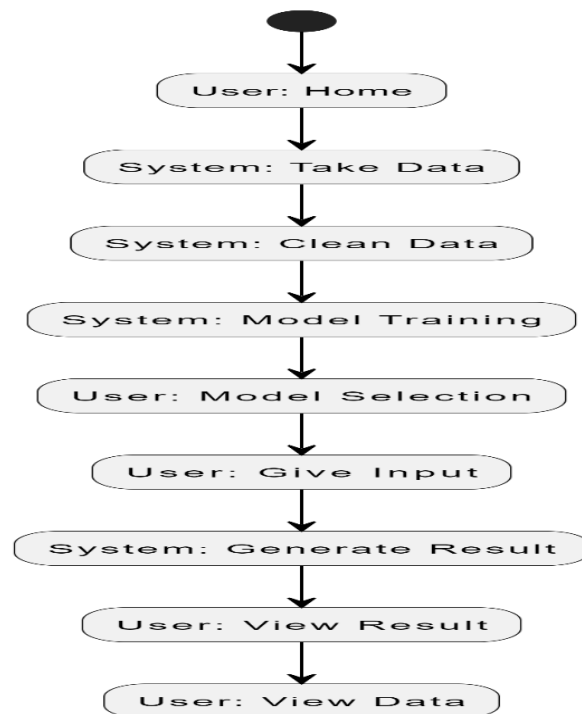 User: Home
System: Take Data
System: Clean Data
System: Model Training
User: Model Selection
User: Give Input
System: Generate Result
User: View Result
User: View Data